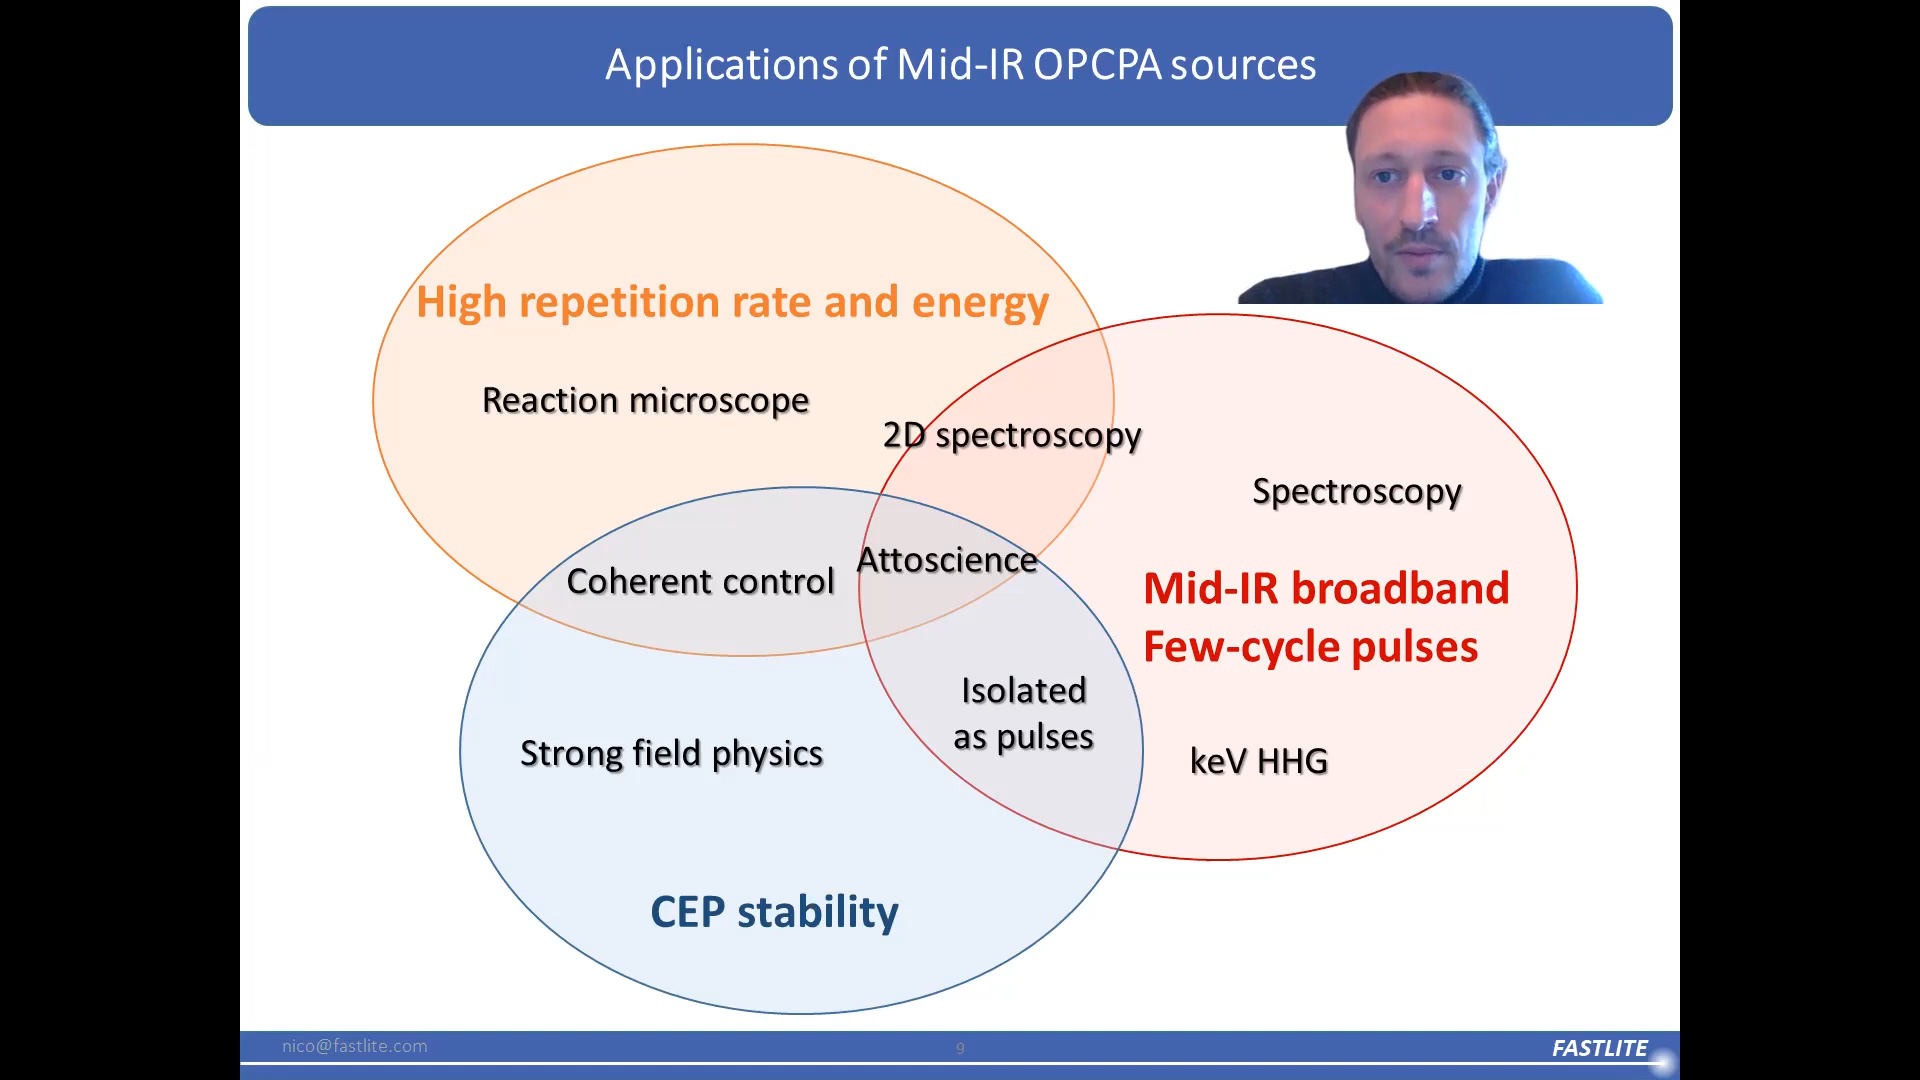 Applications of Mid-IR OPCPA sources
High repetition rate and energy
Reaction microscope
2D spectroscopy
Spectroscopy
Attoscience
Coherent control
Mid-IR broadband
Few-cycle pulses
Isolated
as pulses
Strong field physics
keV HHG
CEP stability
nico@fastlite.com
9
FASTLITE